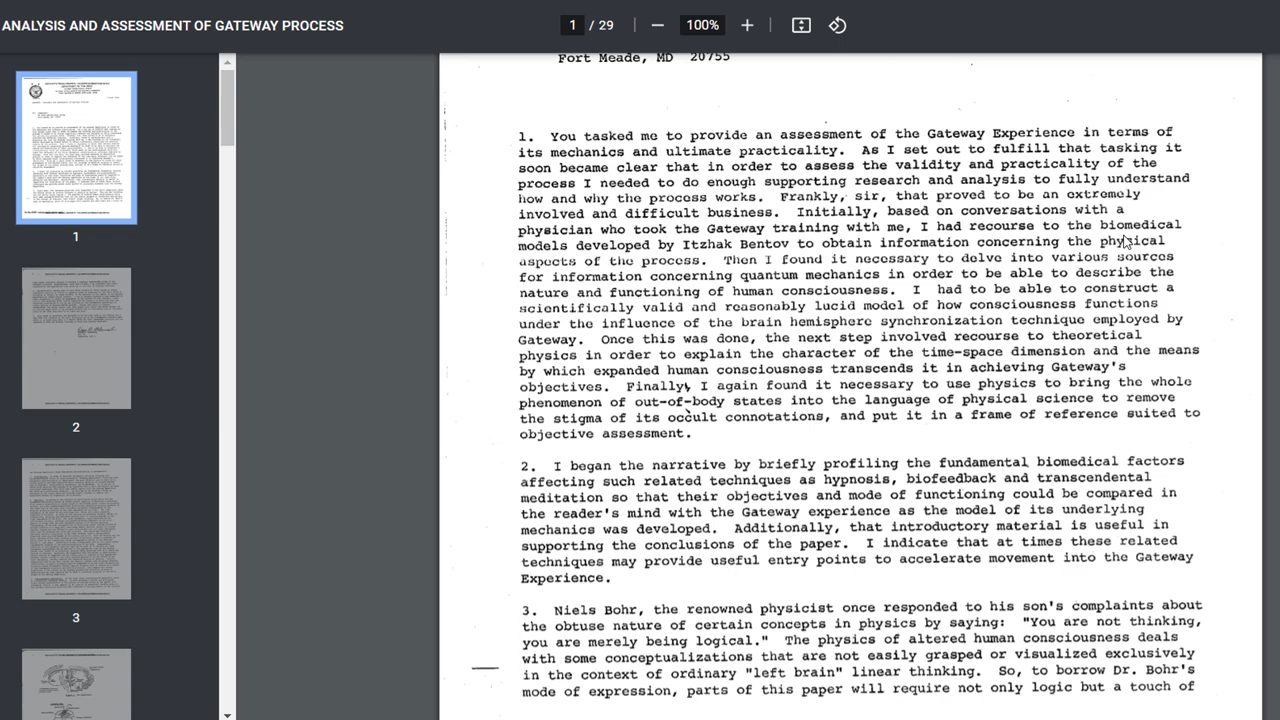 ANALYSIS AND ASSESSMENT OF GATEWAY PROCESS
1 / 29
100%
1
2
3
Fort Meade, MD 20755
1. You tasked me to provide an assessment of the Gateway Experience in terms of
its mechanics and ultimate practicality. As I set out to fulfill that tasking it
soon became clear that in order to assess the validity and practicality of the
process I needed to do enough supporting research and analysis to fully understand
how and why the process works. Frankly, sir, that proved to be an extremely
involved and difficult business. Initially, based on conversations with a
physician who took the Gateway training with me, I had recourse to the biomedical
models developed by Itzhak Bentov to obtain information concerning the physical
aspects of the process. Then I found it necessary to delve into various sources
for information concerning quantum mechanics in order to be able to describe the
nature and functioning of human consciousness. I had to be able to construct a
scientifically valid and reasonably lucid model of how consciousness functions
under the influence of the brain hemisphere synchronization technique employed by
Gateway. Once this was done, the next step involved recourse to theoretical
physics in order to explain the character of the time-space dimension and the means
by which expanded human consciousness transcends it in achieving Gateway's
objectives. Finally, I again found it necessary to use physics to bring the whole
phenomenon of out-of-body states into the language of physical science to remove
the stigma of its occult connotations, and put it in a frame of reference suited to
objective assessment.
2. I began the narrative by briefly profiling the fundamental biomedical factors
affecting such related techniques as hypnosis, biofeedback and transcendental
meditation so that their objectives and mode of functioning could be compared in
the reader's mind with the Gateway experience as the model of its underlying
mechanics was developed. Additionally, that introductory material is useful in
supporting the conclusions of the paper. I indicate that at times these related
techniques may provide useful entry points to accelerate movement into the Gateway
Experience.
3. Niels Bohr, the renowned physicist once responded to his son's complaints about
the obtuse nature of certain concepts in physics by saying: "You are not thinking,
you are merely being logical." The physics of altered human consciousness deals
with some conceptualizations that are not easily grasped or visualized exclusively
in the context of ordinary "left brain" linear thinking. So, to borrow Dr. Bohr's
mode of expression, parts of this paper will require not only logic but a touch of